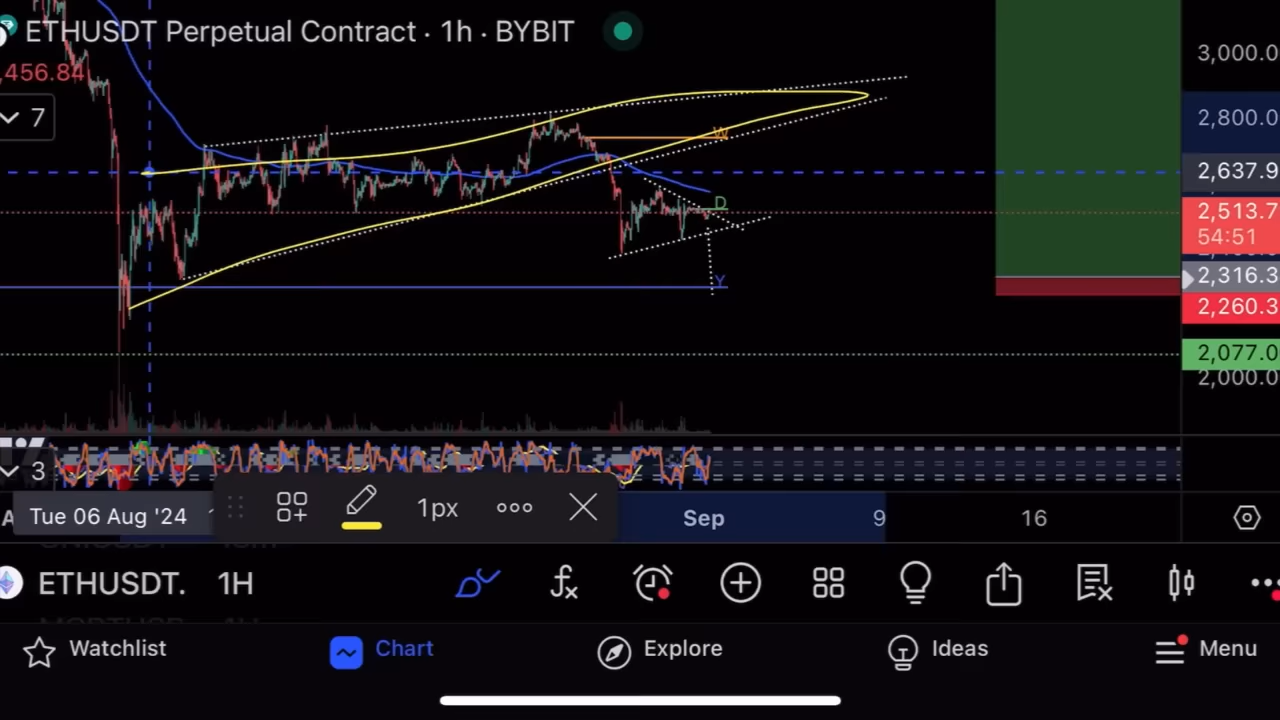 ETHUSDT Perpetual Contract · 1h · BYBIT
,456.84
7
3,000.0
2,800.0
2,637.9
2,513.7
54:51
2,316.3
2,260.3
2,077.0
2,000.0
W
D
Y
3
A
Tue 06 Aug '24
1px
Sep
9
16
ETHUSDT. 1H
Watchlist
Chart
Explore
Ideas
Menu